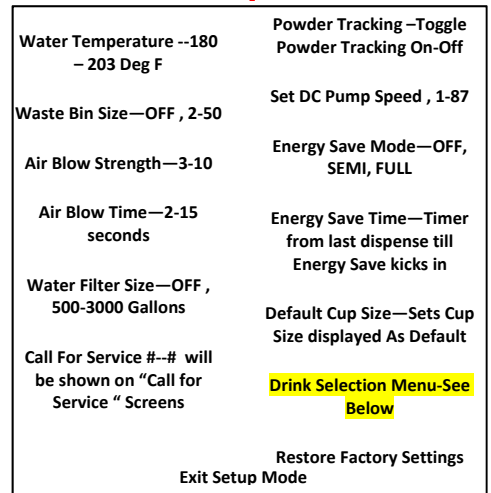 Water Temperature --180
– 203 Deg F
Waste Bin Size—OFF , 2-50
Air Blow Strength—3-10
Air Blow Time—2-15
seconds
Water Filter Size—OFF ,
500-3000 Gallons
Call For Service #--# will
be shown on “Call for
Service “ Screens
Powder Tracking –Toggle
Powder Tracking On-Off
Set DC Pump Speed , 1-87
Energy Save Mode—OFF,
SEMI, FULL
Energy Save Time—Timer
from last dispense till
Energy Save kicks in
Default Cup Size—Sets Cup
Size displayed As Default
Drink Selection Menu-See
Below
Restore Factory Settings
Exit Setup Mode